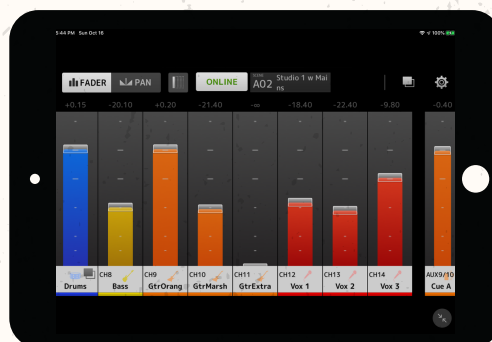 5:44 PM Sun Oct 16
100%
FADER
PAN
ONLINE
SCENE
A02
Studio 1 w Mai
ns
+0.15 -20.10 +0.20 -21.40 -∞ -18.40 -22.40 -9.80 -0.40
CH8 CH9 CH10 CH11 CH12 CH13 CH14 AUX9/10
Drums Bass GtrOrang GtrMarsh GtrExtra Vox 1 Vox 2 Vox 3 Cue A